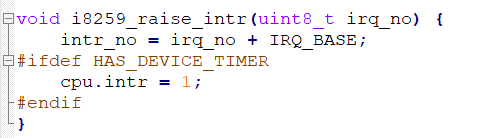 void i8259_raise_intr(uint8_t irq_no) {
    intr_no = irq_no + IRQ_BASE;
#ifdef HAS_DEVICE_TIMER
    cpu.intr = 1;
#endif
}